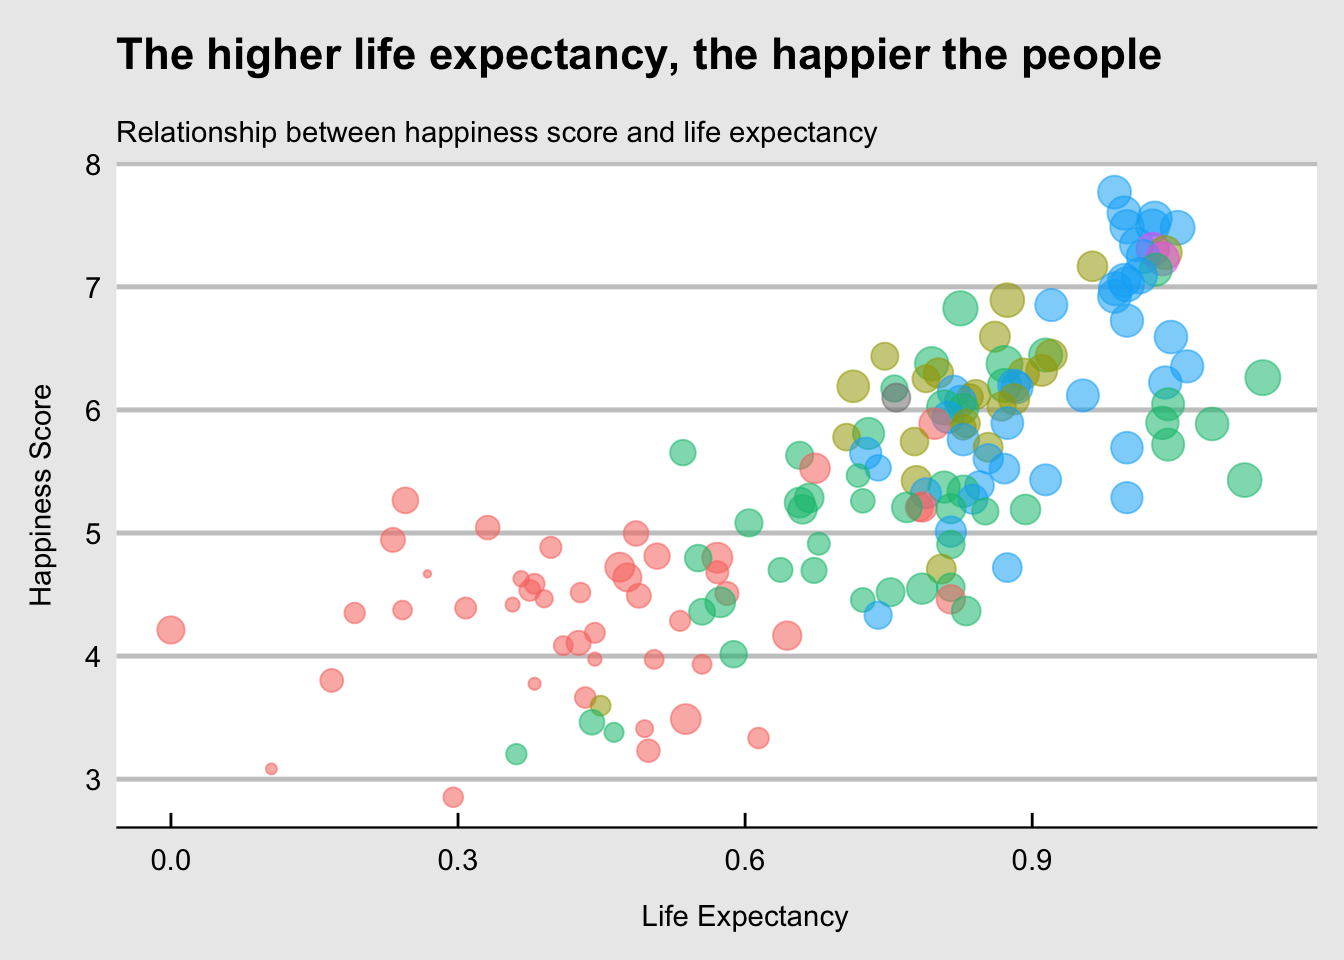 The higher life expectancy, the happier the people
Relationship between happiness score and life expectancy
8
7
6
5
4
3
Happiness Score
0.0 0.3 0.6 0.9
Life Expectancy